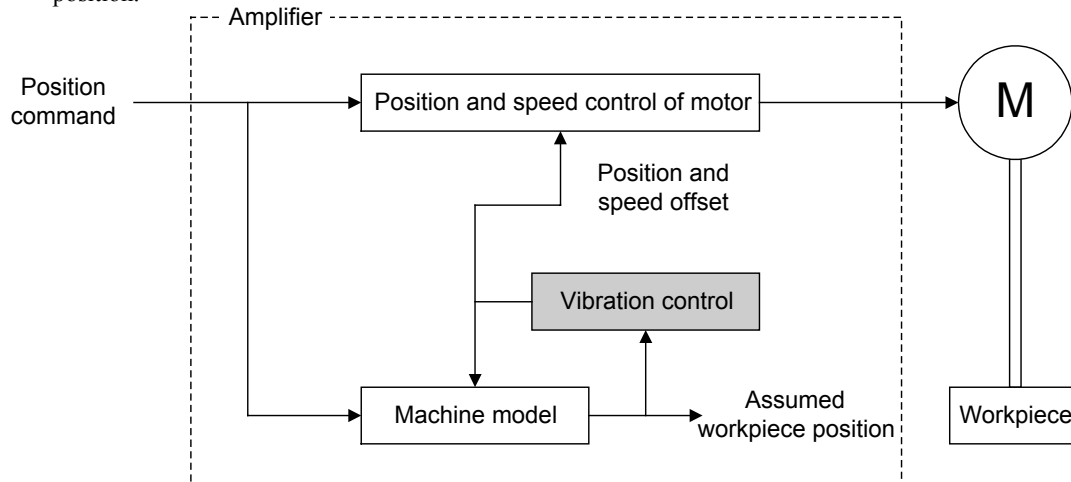 position.
Amplifier
Position
command
Position and speed control of motor
M
Position and
speed offset
Vibration control
Machine model
Assumed
workpiece position
Workpiece